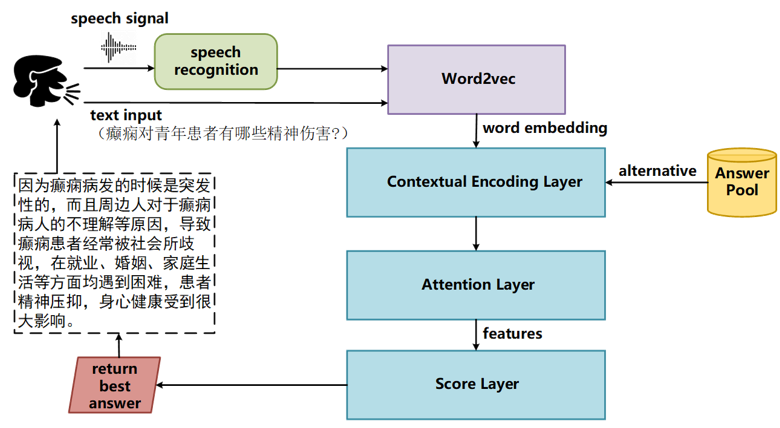 speech signal
speech
recognition
Word2vec
text input
（癫痫对青年患者有哪些精神伤害?）
word embedding
Contextual Encoding Layer
alternative
Answer
Pool
因为癫痫病发的时候是突发
性的，而且周边人对于癫痫
病人的不理解等原因，导致
癫痫患者经常被社会所歧
视，在就业、婚姻、家庭生
活等方面均遇到困难，患者
精神压抑，身心健康受到很
大影响。
Attention Layer
features
Score Layer
return
best
answer